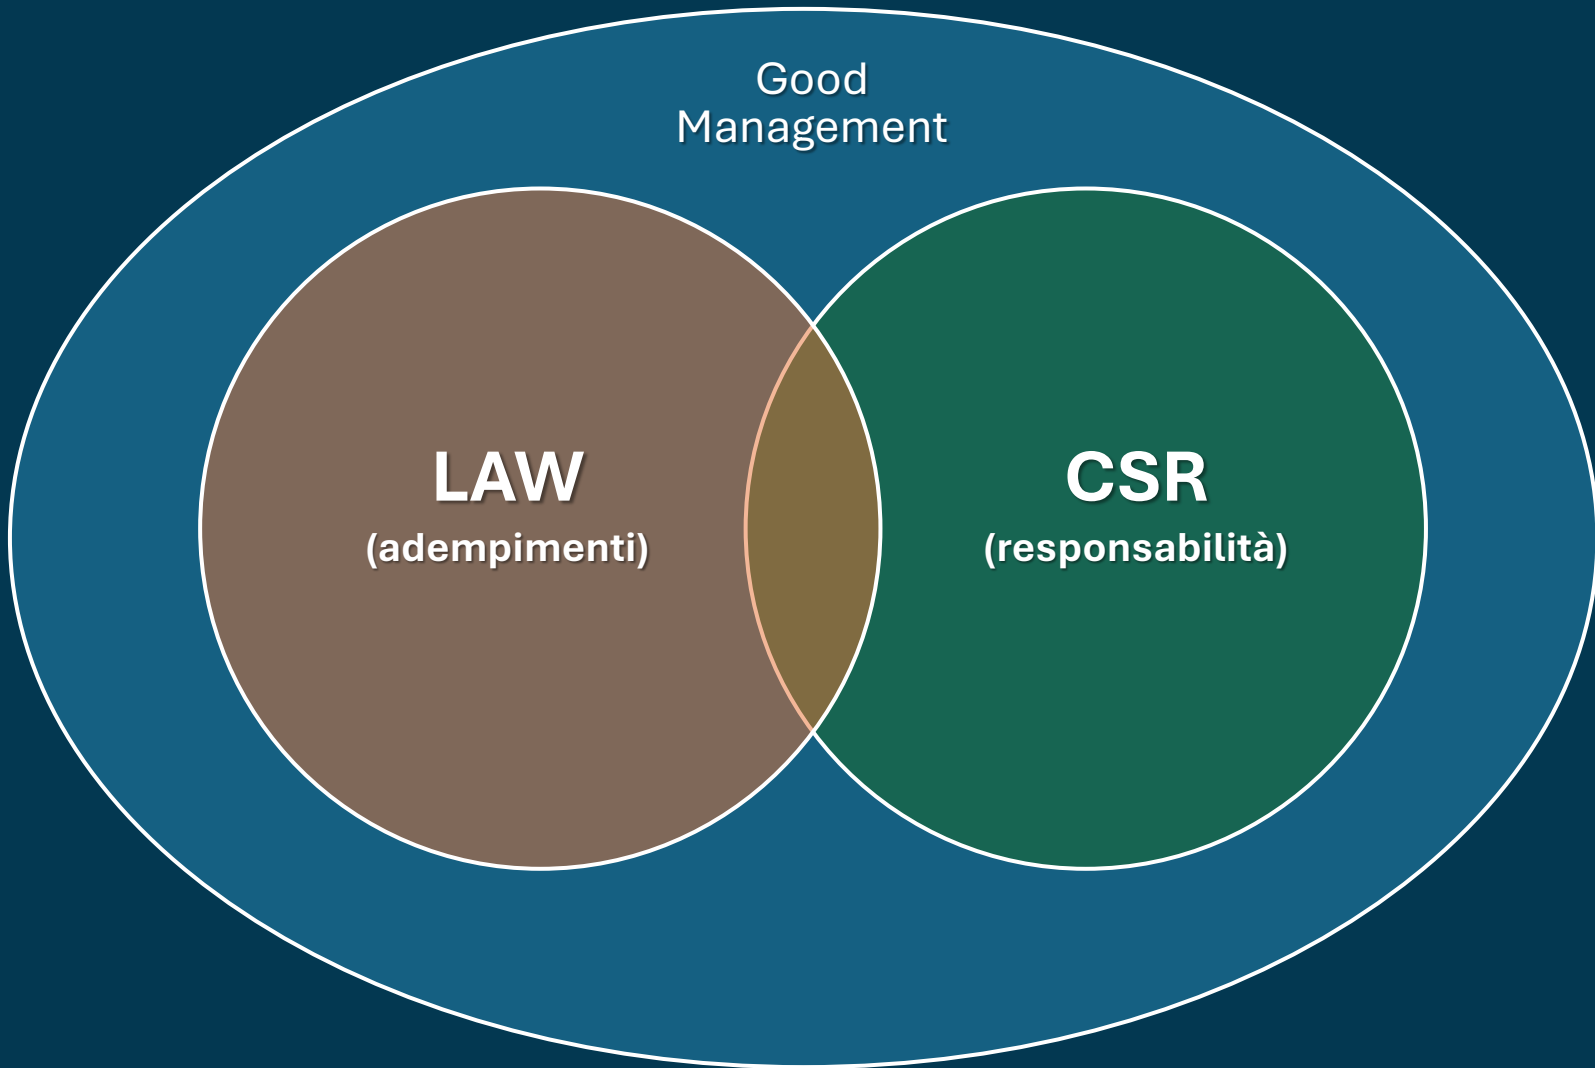 Good
Management
LAW
(adempimenti)
CSR
(responsabilità)